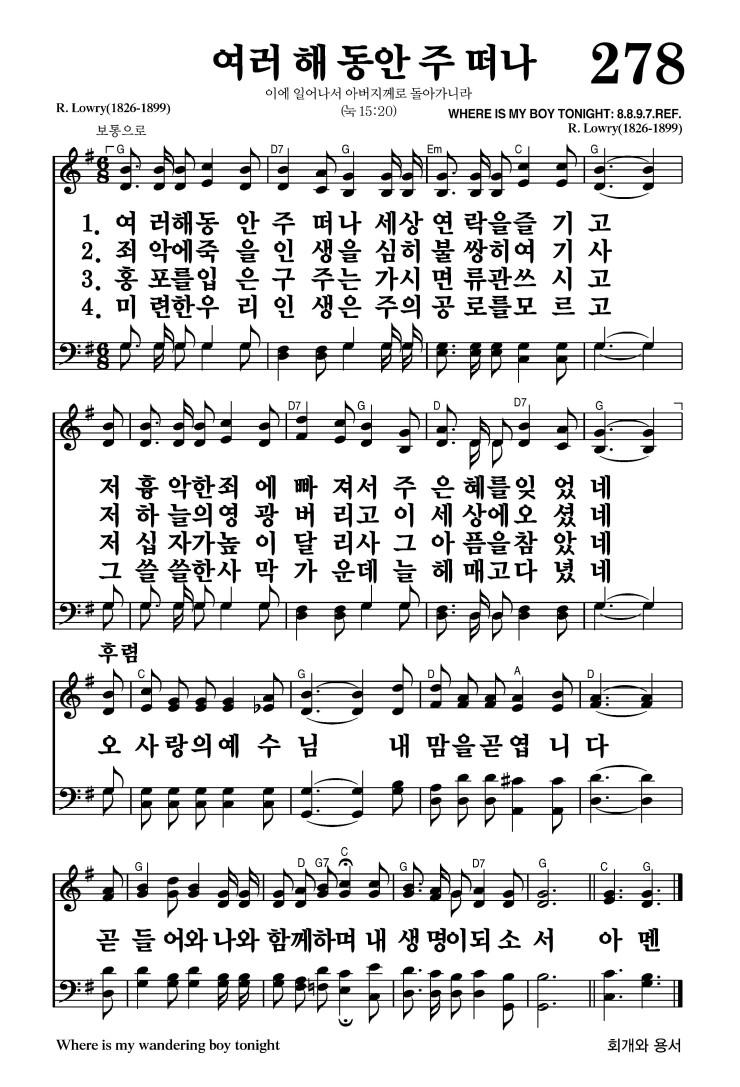 여러 해 동안 주 떠나 278
이에 일어나서 아버지께로 돌아가니라
R. Lowry(1826-1899) (눅 15:20) WHERE IS MY BOY TONIGHT: 8.8.9.7.REF.
보통으로 R. Lowry(1826-1899)
G D7 G Em C G
1. 여 러해동 안 주 떠나 세상 연 락을즐 기 고
2. 죄 악에죽 을 인 생을 심히 불 쌍히여 기 사
3. 홍 포를입 은 구 주는 가시 면 류관쓰 시 고
4. 미 련한우 리 인 생은 주의 공 로를모 르 고
D7 G D D7 G
저 흉 악한죄 에 빠 져서 주 은 혜를잊 었 네
저 하 늘의영 광 버 리고 이 세 상에오 셨 네
저 십 자가높 이 달 리사 그 아 픔을참 았 네
그 쓸 쓸한사 막 가 운데 늘 헤 매고다 녔 네
후렴
C G D A D
오 사 랑의예 수 님 내 맘을곧엽 니 다
G D G7 C G D7 G C G
곧 들 어와 나와 함께하며 내 생 명이되 소 서 아 멘
Where is my wandering boy tonight 회개와 용서